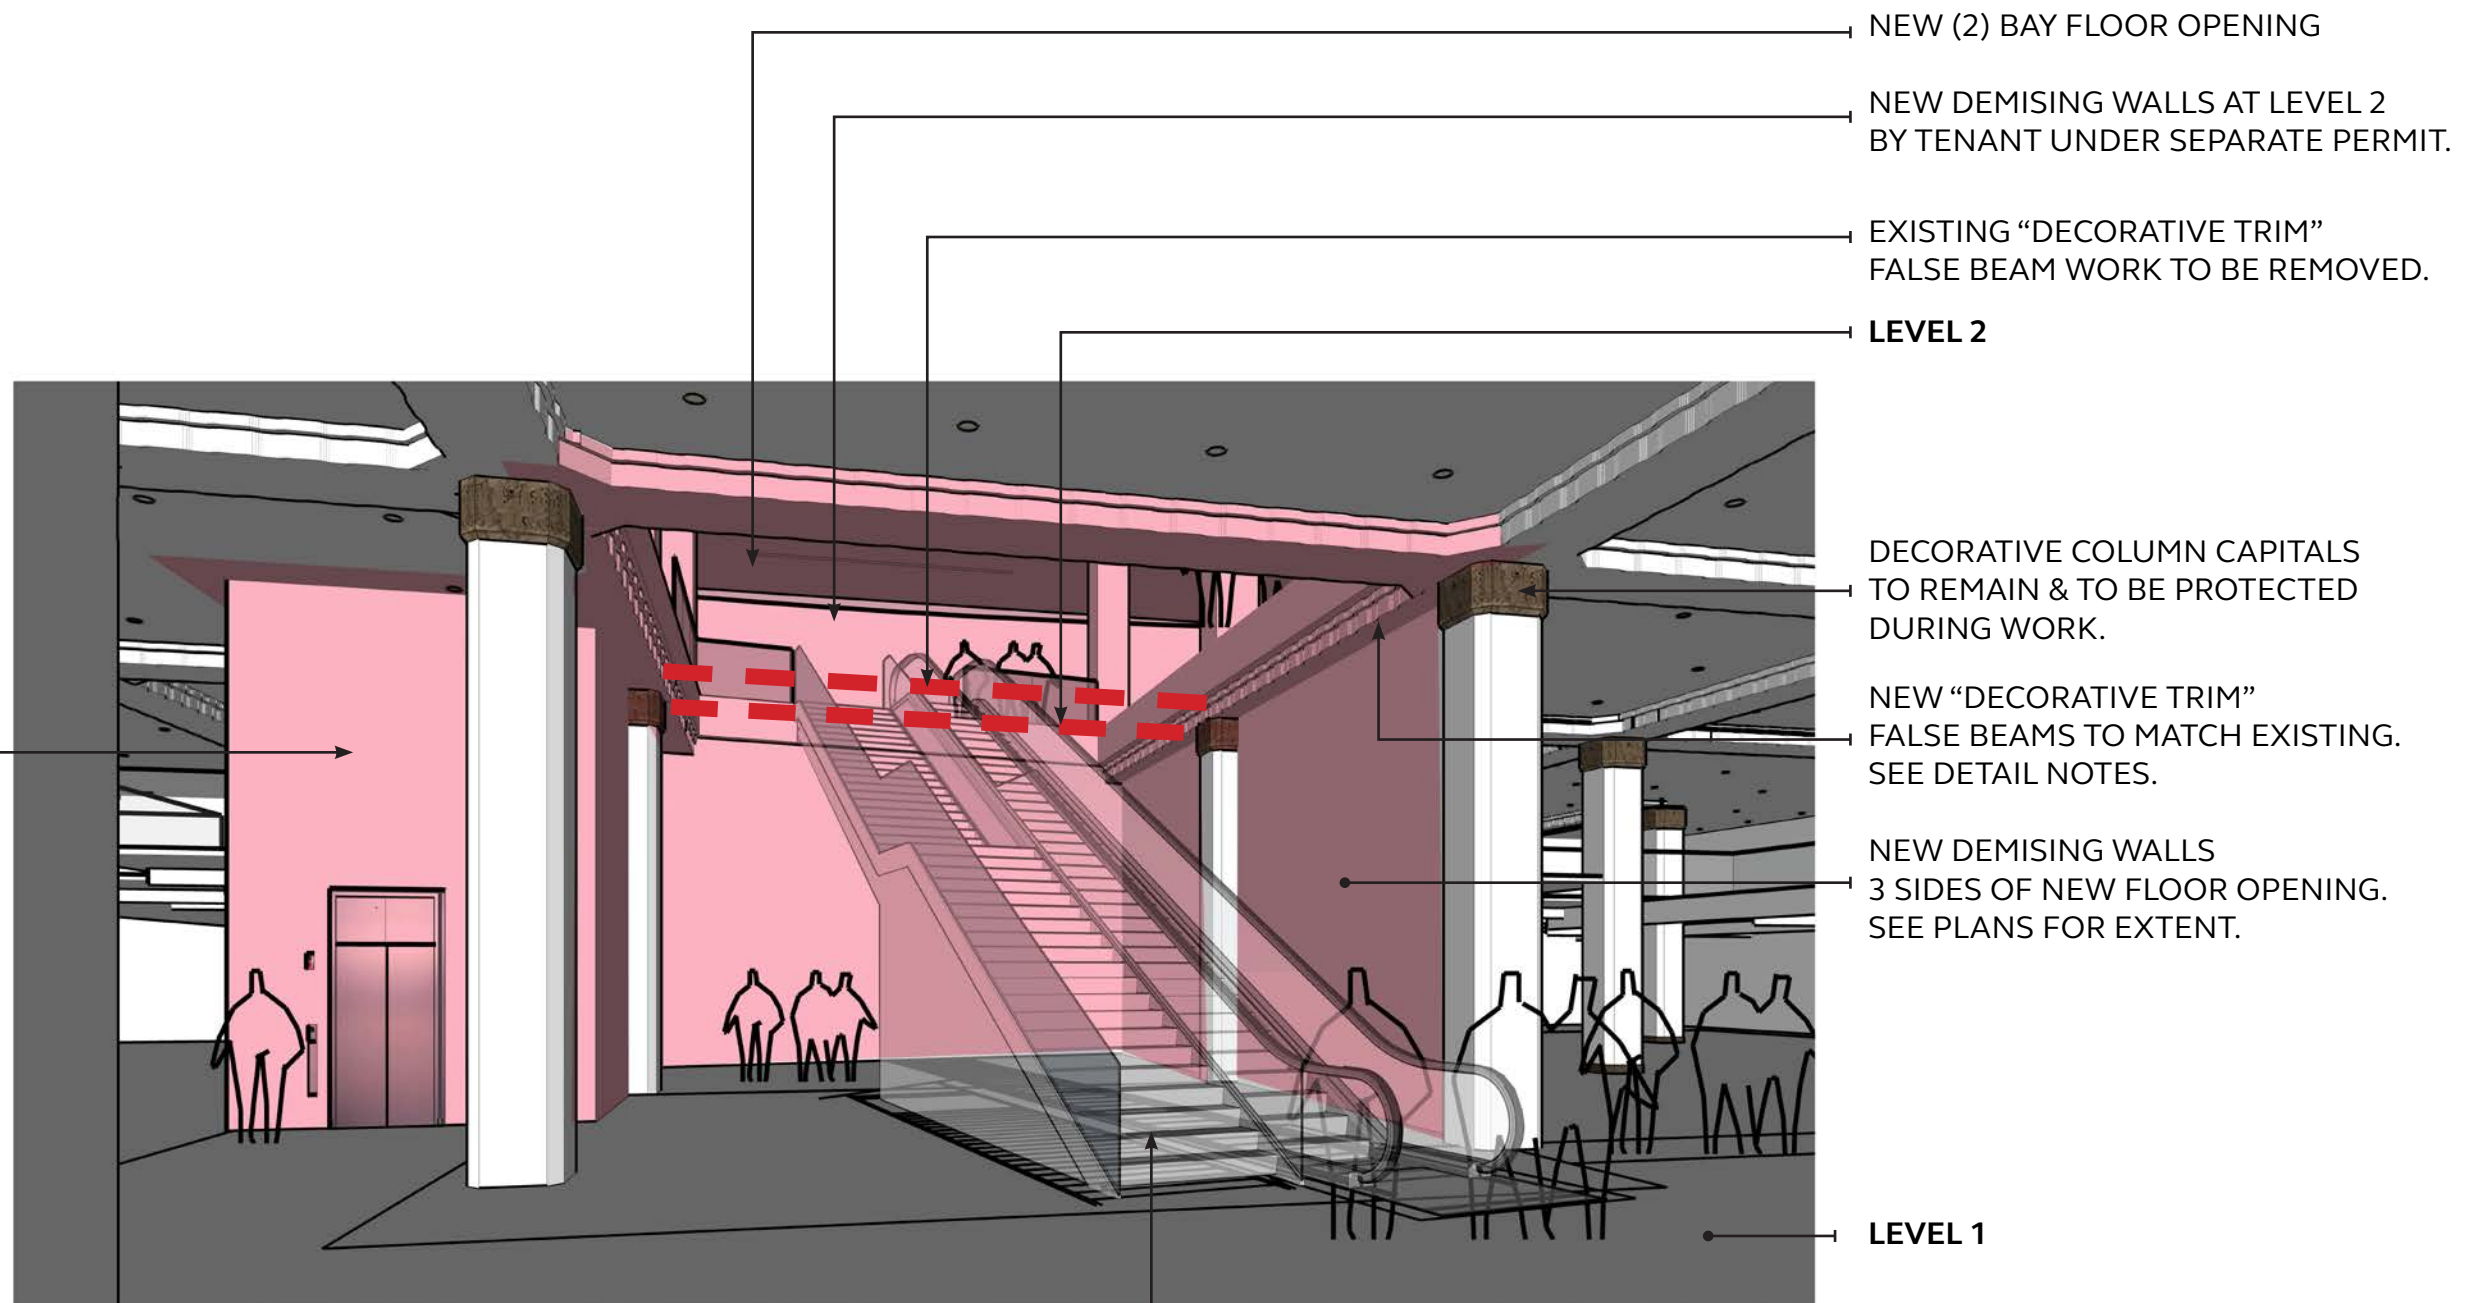 NEW (2) BAY FLOOR OPENING
NEW DEMISING WALLS AT LEVEL 2
BY TENANT UNDER SEPARATE PERMIT.
EXISTING “DECORATIVE TRIM”
FALSE BEAM WORK TO BE REMOVED.
LEVEL 2
DECORATIVE COLUMN CAPITALS
TO REMAIN & TO BE PROTECTED
DURING WORK.
NEW “DECORATIVE TRIM”
FALSE BEAMS TO MATCH EXISTING.
SEE DETAIL NOTES.
NEW DEMISING WALLS
3 SIDES OF NEW FLOOR OPENING.
SEE PLANS FOR EXTENT.
LEVEL 1